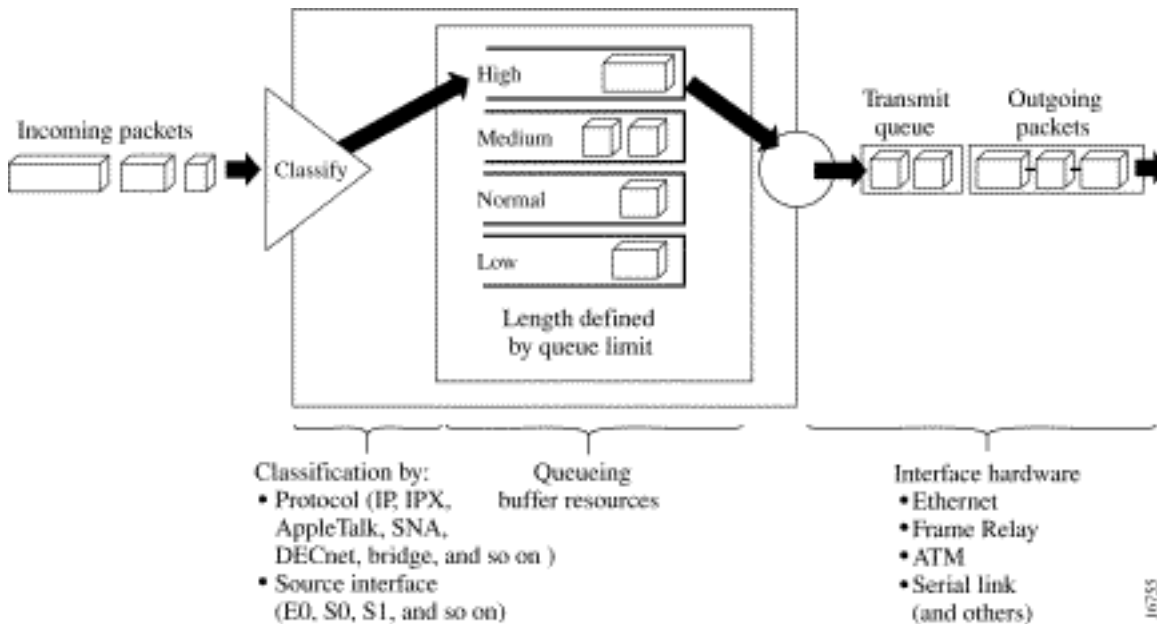 Incoming packets
Classify
High
Medium
Normal
Low
Length defined
by queue limit
Transmit
queue
Outgoing
packets
Classification by:
• Protocol (IP, IPX,
AppleTalk, SNA,
DECnet, bridge, and so on )
• Source interface
(E0, S0, S1, and so on)
Queueing
buffer resources
Interface hardware
• Ethernet
• Frame Relay
• ATM
• Serial link
(and others)
16755